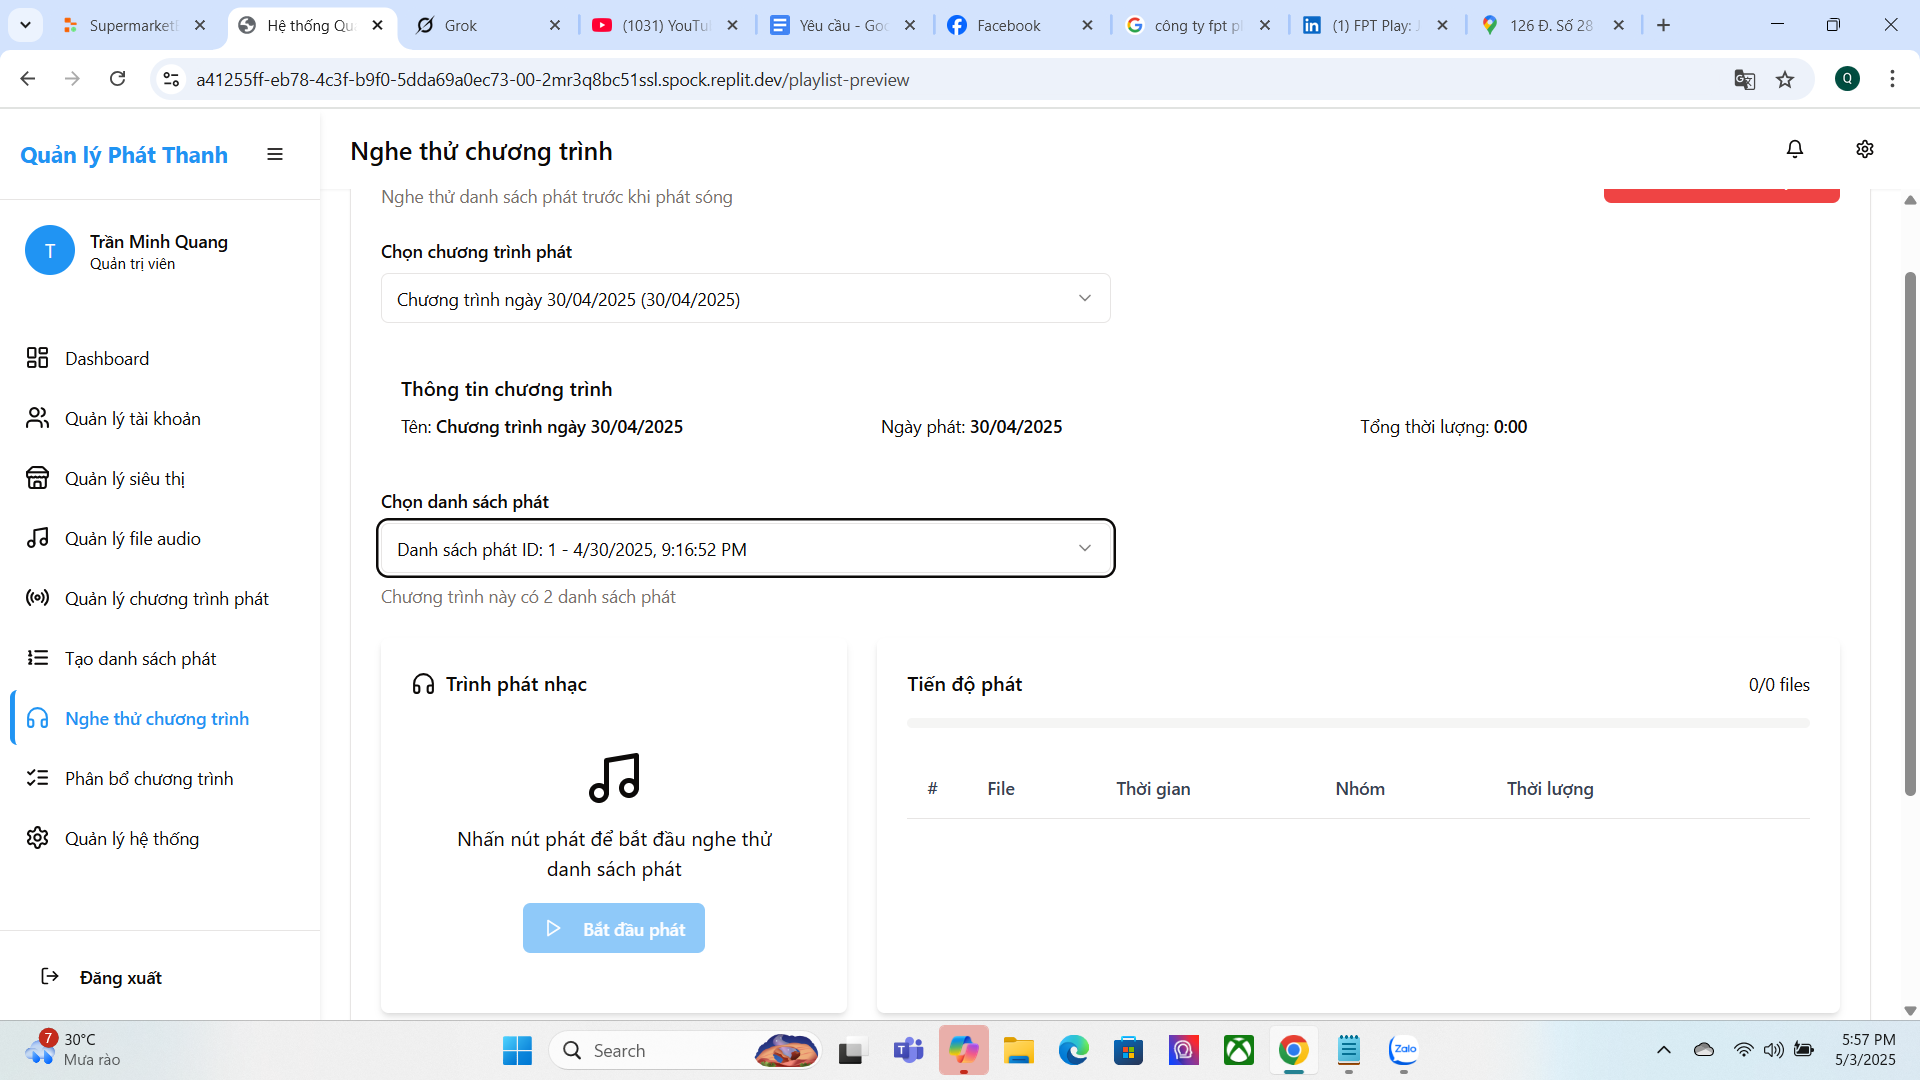 Supermarket
Hệ thống Qu
Grok
(1031) YouTu
Yêu cầu - Goo
Facebook
công ty fpt p
(1) FPT Play: J
126 Đ. Số 28
a41255ff-eb78-4c3f-b9f0-5dda69a0ec73-00-2mr3q8bc51ssl.spock.replit.dev/playlist-preview
Q
Quản lý Phát Thanh
Nghe thử chương trình
T
Trần Minh Quang
Quản trị viên
Dashboard
Quản lý tài khoản
Quản lý siêu thị
Quản lý file audio
Quản lý chương trình phát
Tạo danh sách phát
Nghe thử chương trình
Phân bổ chương trình
Quản lý hệ thống
Đăng xuất
Nghe thử danh sách phát trước khi phát sóng
Chọn chương trình phát
Chương trình ngày 30/04/2025 (30/04/2025)
Thông tin chương trình
Tên: Chương trình ngày 30/04/2025
Ngày phát: 30/04/2025
Tổng thời lượng: 0:00
Chọn danh sách phát
Danh sách phát ID: 1 - 4/30/2025, 9:16:52 PM
Chương trình này có 2 danh sách phát
Trình phát nhạc
Nhấn nút phát để bắt đầu nghe thử
danh sách phát
Bắt đầu phát
Tiến độ phát
0/0 files
# File Thời gian Nhóm Thời lượng
7
30°C
Mưa rào
Search
Zalo
5:57 PM
5/3/2025